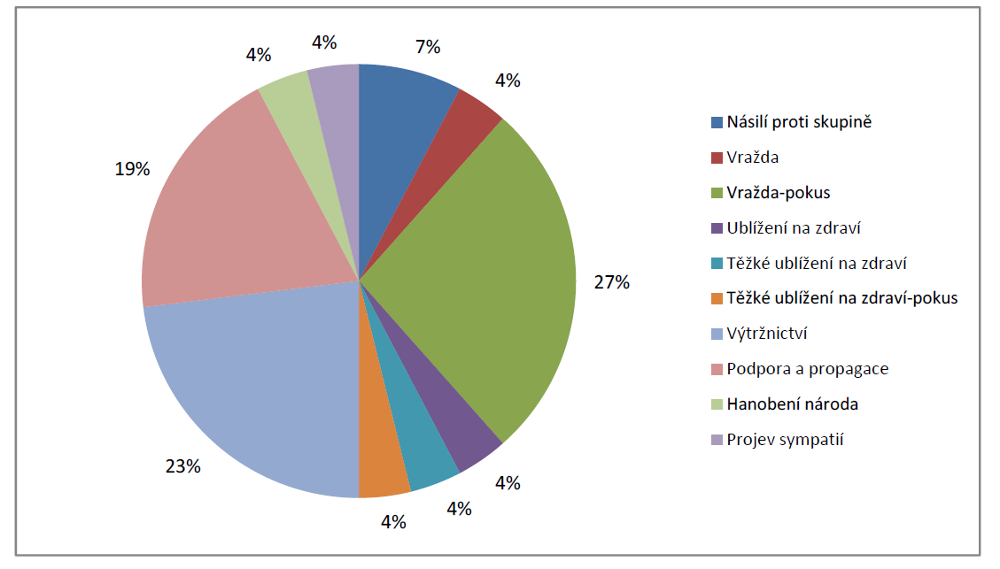 4%
4%
7%
4%
19%
27%
23%
4%
4%
4%
Násilí proti skupině
Vražda
Vražda-pokus
Ublížení na zdraví
Těžké ublížení na zdraví
Těžké ublížení na zdraví-pokus
Výtržnictví
Podpora a propagace
Hanobení národa
Projev sympatií